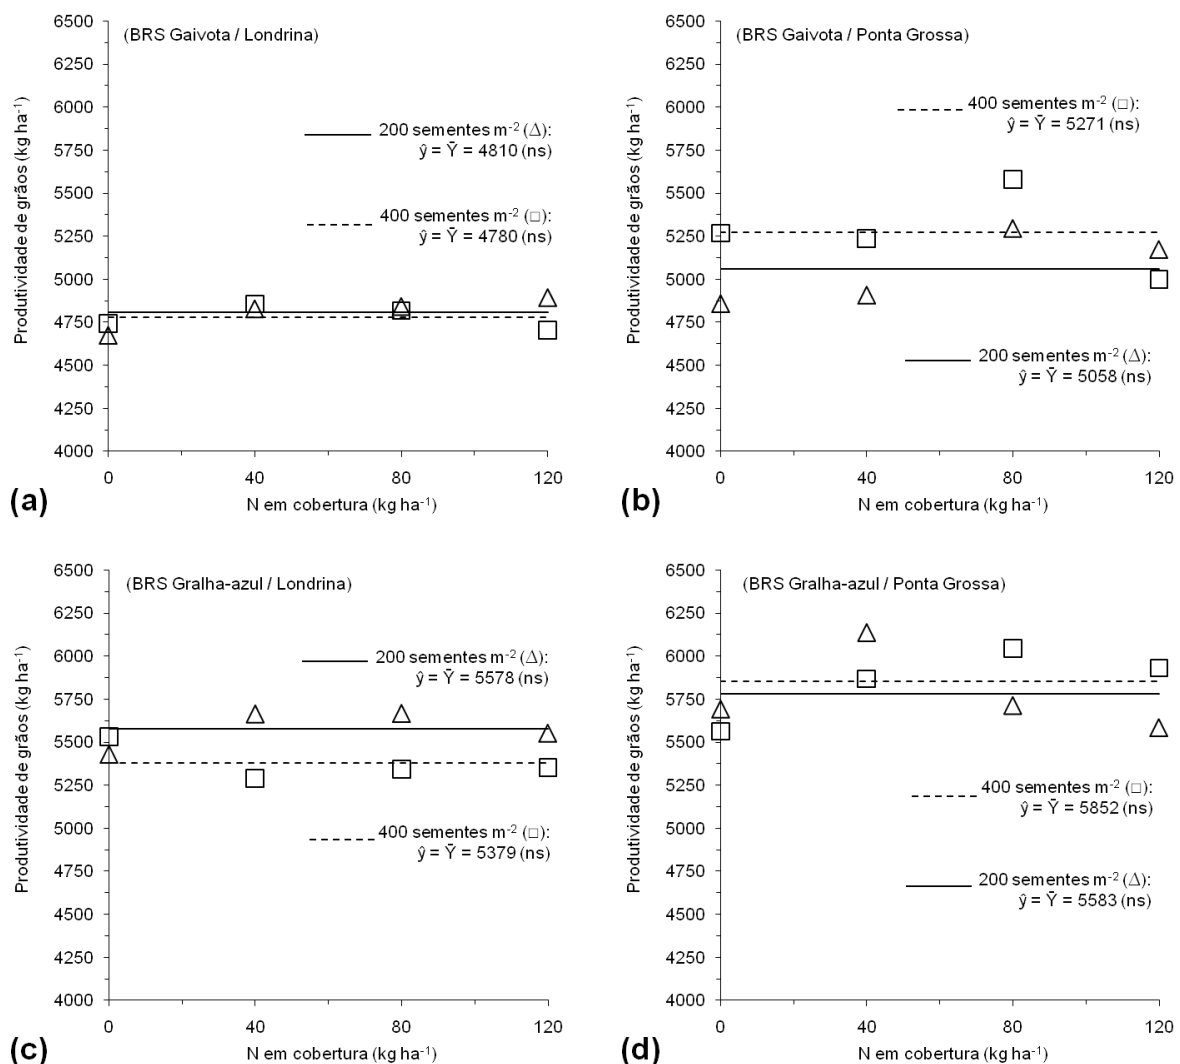 (BRS Gaivota / Londrina)
Produtividade de grãos (kg ha-1)
6500
6250
6000
5750
5500
5250
5000
4750
4500
4250
4000
200 sementes m-2 (Δ):
ŷ = Ȳ = 4810 (ns)
400 sementes m-2 (□):
ŷ = Ȳ = 4780 (ns)
0 40 80 120
N em cobertura (kg ha-1)
(a)
(BRS Gaivota / Ponta Grossa)
Produtividade de grãos (kg ha-1)
6500
6250
6000
5750
5500
5250
5000
4750
4500
4250
4000
400 sementes m-2 (□):
ŷ = Ȳ = 5271 (ns)
200 sementes m-2 (Δ):
ŷ = Ȳ = 5058 (ns)
0 40 80 120
N em cobertura (kg ha-1)
(b)
(BRS Gralha-azul / Londrina)
Produtividade de grãos (kg ha-1)
6500
6250
6000
5750
5500
5250
5000
4750
4500
4250
4000
200 sementes m-2 (Δ):
ŷ = Ȳ = 5578 (ns)
400 sementes m-2 (□):
ŷ = Ȳ = 5379 (ns)
0 40 80 120
N em cobertura (kg ha-1)
(c)
(BRS Gralha-azul / Ponta Grossa)
Produtividade de grãos (kg ha-1)
6500
6250
6000
5750
5500
5250
5000
4750
4500
4250
4000
400 sementes m-2 (□):
ŷ = Ȳ = 5852 (ns)
200 sementes m-2 (Δ):
ŷ = Ȳ = 5583 (ns)
0 40 80 120
N em cobertura (kg ha-1)
(d)